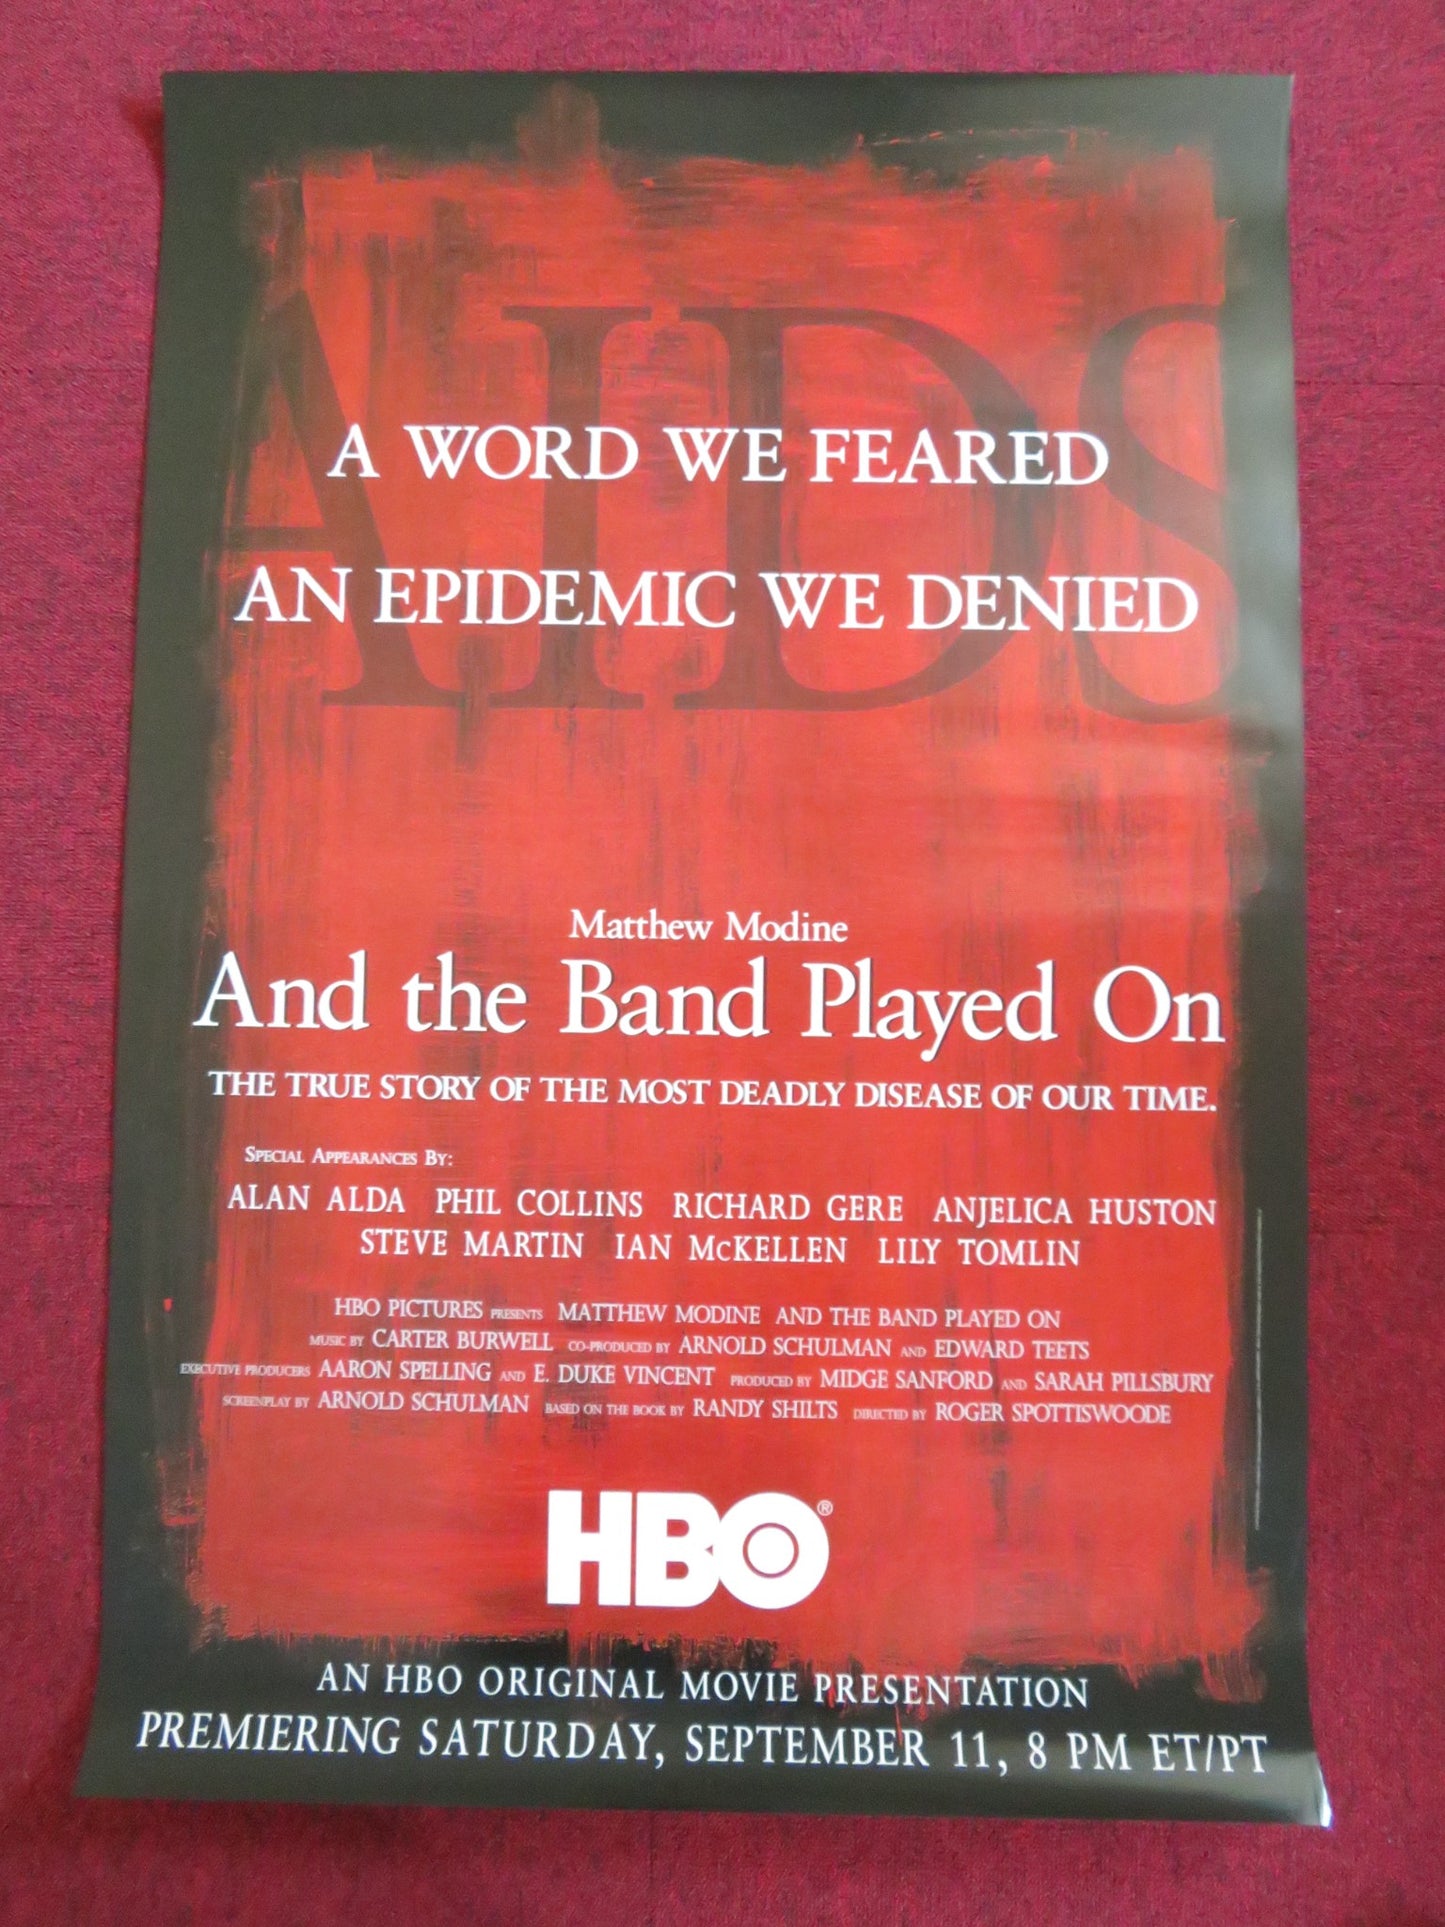 AIDS
A WORD WE FEARED
AN EPIDEMIC WE DENIED
Matthew Modine
And the Band Played On
THE TRUE STORY OF THE MOST DEADLY DISEASE OF OUR TIME.
SPECIAL APPEARANCES BY:
ALAN ALDA PHIL COLLINS RICHARD GERE ANJELICA HUSTON
STEVE MARTIN IAN McKELLEN LILY TOMLIN
HBO PICTURES PRESENTS MATTHEW MODINE AND THE BAND PLAYED ON
MUSIC BY CARTER BURWELL CO-PRODUCED BY ARNOLD SCHULMAN AND EDWARD TEETS
EXECUTIVE PRODUCERS AARON SPELLING AND E. DUKE VINCENT PRODUCED BY MIDGE SANFORD AND SARAH PILLSBURY
SCREENPLAY BY ARNOLD SCHULMAN BASED ON THE BOOK BY RANDY SHILTS DIRECTED BY ROGER SPOTTISWOODE
HBO®
AN HBO ORIGINAL MOVIE PRESENTATION
PREMIERING SATURDAY, SEPTEMBER 11, 8 PM ET/PT